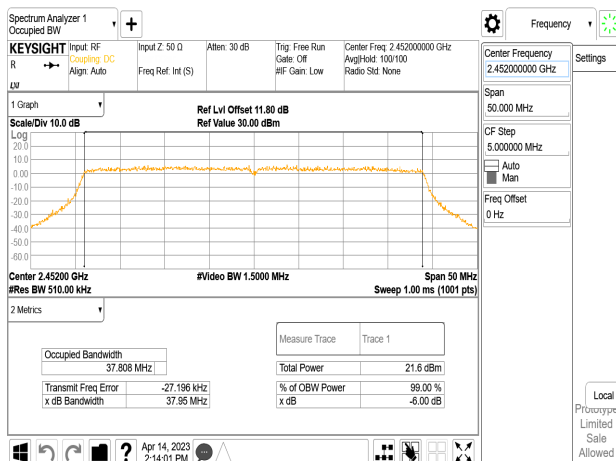 Spectrum Analyzer 1
Occupied BW
Frequency
KEYSIGHT
R
Input: RF
Coupling: DC
Align: Auto
Input Z: 50 Ω
Freq Ref: Int (S)
Atten: 30 dB
Trig: Free Run
Gate: Off
#IF Gain: Low
Center Freq: 2.452000000 GHz
Avg|Hold: 100/100
Radio Std: None
1 Graph
Scale/Div 10.0 dB
Ref Lvl Offset 11.80 dB
Ref Value 30.00 dBm
Log
20.0
10.0
0.00
-10.0
-20.0
-30.0
-40.0
-50.0
-60.0
Center 2.45200 GHz
#Res BW 510.00 kHz
#Video BW 1.5000 MHz
Span 50 MHz
Sweep 1.00 ms (1001 pts)
2 Metrics
Occupied Bandwidth
37.808 MHz
Transmit Freq Error -27.196 kHz
x dB Bandwidth 37.95 MHz
Measure Trace Trace 1
Total Power 21.6 dBm
% of OBW Power 99.00 %
x dB -6.00 dB
Apr 14, 2023
2:14:01 PM
Center Frequency
2.452000000 GHz
Span
50.000 MHz
CF Step
5.000000 MHz
Auto
Man
Freq Offset
0 Hz
Settings
Local
Prototype
Limited
Sale
Allowed